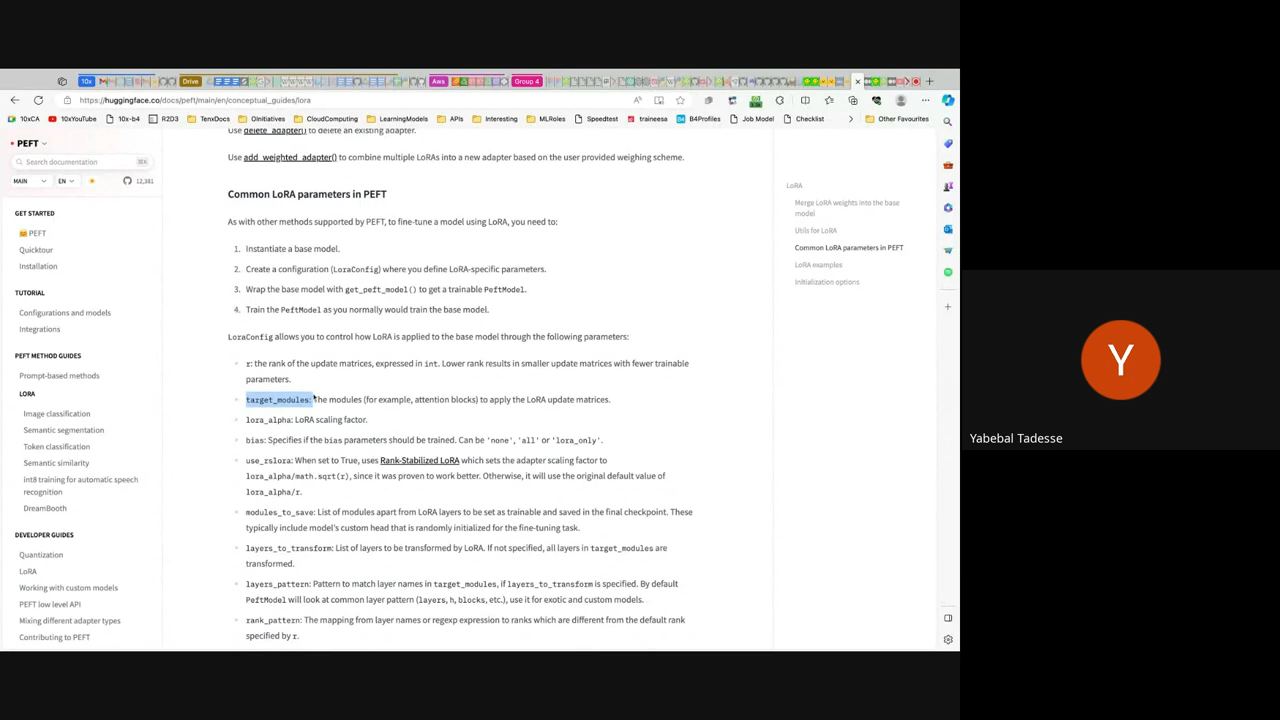 10x
Drive
Aws
Group 4
https://huggingface.co/docs/peft/main/en/conceptual_guides/lora
10xCA
10xYouTube
10x-b4
R2D3
TenxDocs
OInitiatives
CloudComputing
LearningModels
APIs
Interesting
MLRoles
Speedtest
traineesa
B4Profiles
Job Model
Checklist
Other Favourites
PEFT
Search documentation
⌘K
MAIN
EN
12,381
GET STARTED
PEFT
Quicktour
Installation
TUTORIAL
Configurations and models
Integrations
PEFT METHOD GUIDES
Prompt-based methods
LORA
Image classification
Semantic segmentation
Token classification
Semantic similarity
int8 training for automatic speech
recognition
DreamBooth
DEVELOPER GUIDES
Quantization
LoRA
Working with custom models
PEFT low level API
Mixing different adapter types
Contributing to PEFT
Use delete_adapter() to delete an existing adapter.
Use add_weighted_adapter() to combine multiple LoRAs into a new adapter based on the user provided weighing scheme.
Common LoRA parameters in PEFT
As with other methods supported by PEFT, to fine-tune a model using LoRA, you need to:
1. Instantiate a base model.
2. Create a configuration (LoraConfig) where you define LoRA-specific parameters.
3. Wrap the base model with get_peft_model() to get a trainable PeftModel.
4. Train the PeftModel as you normally would train the base model.
LoraConfig allows you to control how LoRA is applied to the base model through the following parameters:
r: the rank of the update matrices, expressed in int. Lower rank results in smaller update matrices with fewer trainable
parameters.
target_modules: The modules (for example, attention blocks) to apply the LoRA update matrices.
lora_alpha: LoRA scaling factor.
bias: Specifies if the bias parameters should be trained. Can be 'none', 'all' or 'lora_only'.
use_rslora: When set to True, uses Rank-Stabilized LoRA which sets the adapter scaling factor to
lora_alpha/math.sqrt(r), since it was proven to work better. Otherwise, it will use the original default value of
lora_alpha/r.
modules_to_save: List of modules apart from LoRA layers to be set as trainable and saved in the final checkpoint. These
typically include model's custom head that is randomly initialized for the fine-tuning task.
layers_to_transform: List of layers to be transformed by LoRA. If not specified, all layers in target_modules are
transformed.
layers_pattern: Pattern to match layer names in target_modules, if layers_to_transform is specified. By default
PeftModel will look at common layer pattern (layers, h, blocks, etc.), use it for exotic and custom models.
rank_pattern: The mapping from layer names or regexp expression to ranks which are different from the default rank
specified by r.
LoRA
Merge LoRA weights into the base
model
Utils for LoRA
Common LoRA parameters in PEFT
LoRA examples
Initialization options
Y
Yabebal Tadesse